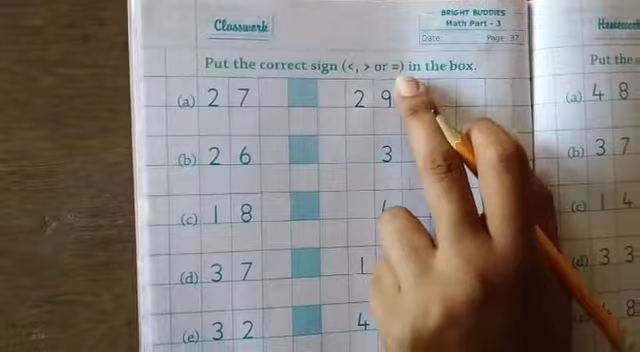 Classwork
BRIGHT BUDDIES
Math Part - 3
Date: Page: 37
Put the correct sign (<, > or =) in the box.
(a) 2 7 2 9
(b) 2 6 3
(c) 1 8
(d) 3 7 1
(e) 3 2 4
Homework
Put the
(a) 4 8
(b) 3 7
(c) 1 4
(d) 3 3
8